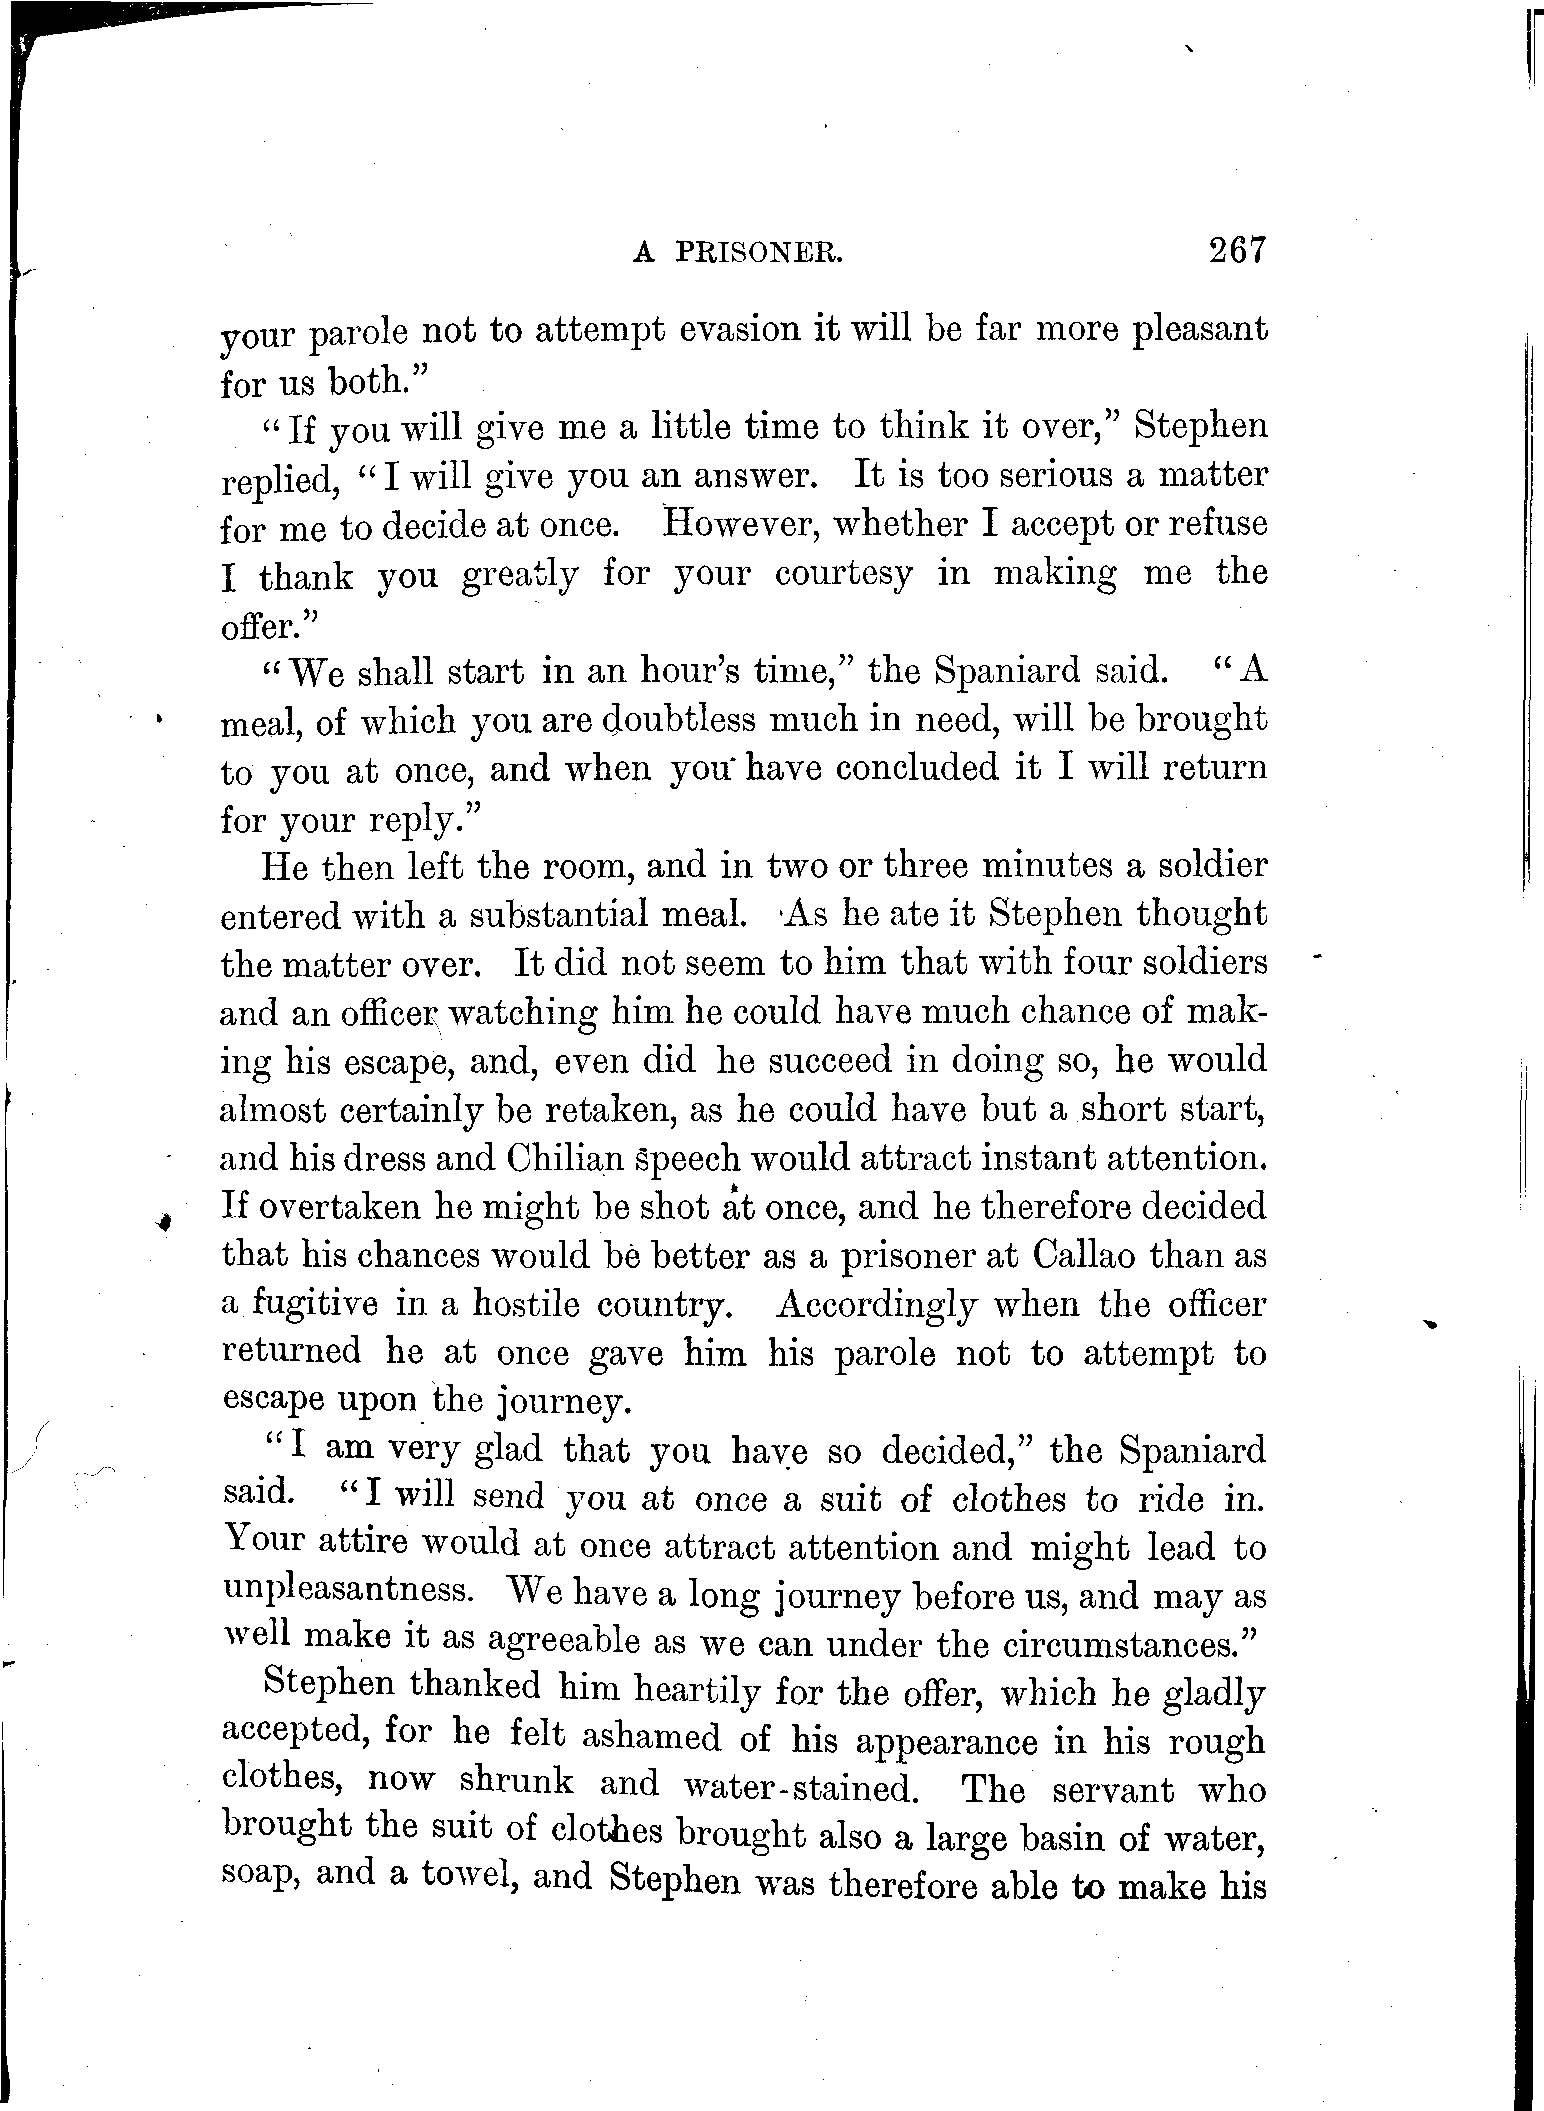 A PRISONER. 267
your parole not to attempt evasion it will be far more pleasant
for us both."
"If you will give me a little time to think it over," Stephen
replied, "I will give you an answer. It is too serious a matter
for me to decide at once. However, whether I accept or refuse
I thank you greatly for your courtesy in making me the
offer."
"We shall start in an hour's time," the Spaniard said. "A
meal, of which you are doubtless much in need, will be brought
to you at once, and when you have concluded it I will return
for your reply."
He then left the room, and in two or three minutes a soldier
entered with a substantial meal. As he ate it Stephen thought
the matter over. It did not seem to him that with four soldiers
and an officer watching him he could have much chance of mak-
ing his escape, and, even did he succeed in doing so, he would
almost certainly be retaken, as he could have but a short start,
and his dress and Chilian speech would attract instant attention.
If overtaken he might be shot at once, and he therefore decided
that his chances would be better as a prisoner at Callao than as
a fugitive in a hostile country. Accordingly when the officer
returned he at once gave him his parole not to attempt to
escape upon the journey.
"I am very glad that you have so decided," the Spaniard
said. "I will send you at once a suit of clothes to ride in.
Your attire would at once attract attention and might lead to
unpleasantness. We have a long journey before us, and may as
well make it as agreeable as we can under the circumstances."
Stephen thanked him heartily for the offer, which he gladly
accepted, for he felt ashamed of his appearance in his rough
clothes, now shrunk and water-stained. The servant who
brought the suit of clothes brought also a large basin of water,
soap, and a towel, and Stephen was therefore able to make his